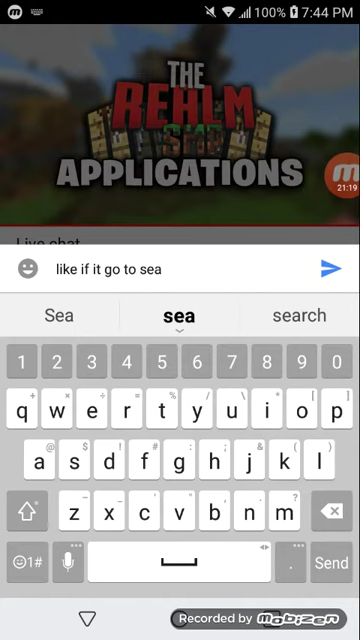 100% 7:44 PM
THE
REHLM
SMP
APPLICATIONS
21:19
Live chat
like if it go to sea
Sea sea search
1 2 3 4 5 6 7 8 9 0
+ × ÷ = % / \ * [ ]
q w e r t y u i o p
@ $ ! # : ; & ( )
a s d f g h j k l
_ ~ " ' - ?
z x c v b n m
☺1# . Send
Recorded by mobizen